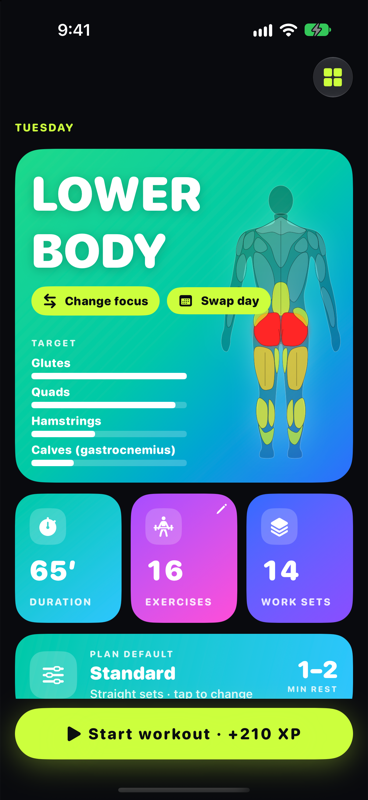 9:41
TUESDAY
LOWER
BODY
Change focus
Swap day
TARGET
Glutes
Quads
Hamstrings
Calves (gastrocnemius)
65′
DURATION
16
EXERCISES
14
WORK SETS
PLAN DEFAULT
Standard
Straight sets · tap to change
1–2
MIN REST
Start workout · +210 XP